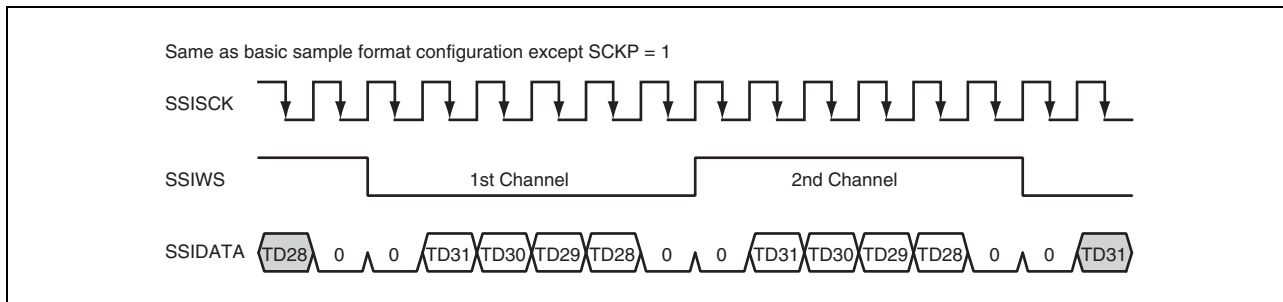 Same as basic sample format configuration except SCKP = 1
SSISCK
SSIWS 1st Channel 2nd Channel
SSIDATA TD28 0 0 TD31 TD30 TD29 TD28 0 0 TD31 TD30 TD29 TD28 0 0 TD31